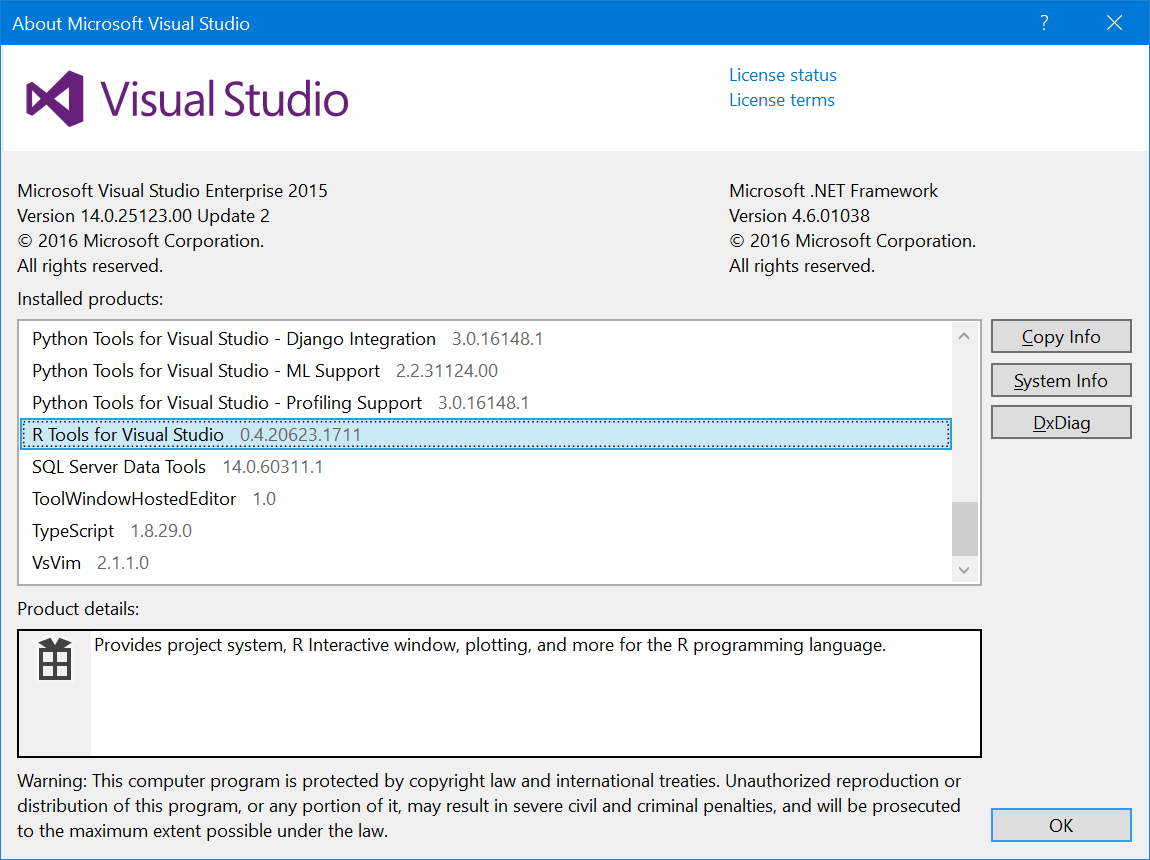 About Microsoft Visual Studio
?
Visual Studio
License status
License terms
Microsoft Visual Studio Enterprise 2015
Version 14.0.25123.00 Update 2
© 2016 Microsoft Corporation.
All rights reserved.
Microsoft .NET Framework
Version 4.6.01038
© 2016 Microsoft Corporation.
All rights reserved.
Installed products:
Python Tools for Visual Studio - Django Integration 3.0.16148.1
Python Tools for Visual Studio - ML Support 2.2.31124.00
Python Tools for Visual Studio - Profiling Support 3.0.16148.1
R Tools for Visual Studio 0.4.20623.1711
SQL Server Data Tools 14.0.60311.1
ToolWindowHostedEditor 1.0
TypeScript 1.8.29.0
VsVim 2.1.1.0
Copy Info
System Info
DxDiag
Product details:
Provides project system, R Interactive window, plotting, and more for the R programming language.
Warning: This computer program is protected by copyright law and international treaties. Unauthorized reproduction or
distribution of this program, or any portion of it, may result in severe civil and criminal penalties, and will be prosecuted
to the maximum extent possible under the law.
OK